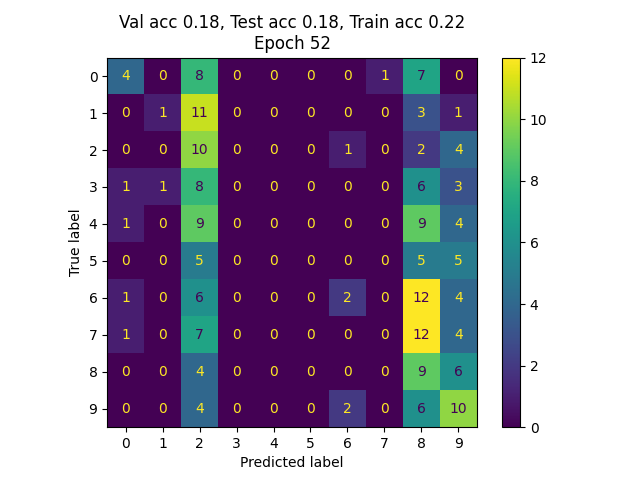 Val acc 0.18, Test acc 0.18, Train acc 0.22
Epoch 52
0 4 0 8 0 0 0 0 1 7 0
1 0 1 11 0 0 0 0 0 3 1
2 0 0 10 0 0 0 1 0 2 4
3 1 1 8 0 0 0 0 0 6 3
4 1 0 9 0 0 0 0 0 9 4
5 0 0 5 0 0 0 0 0 5 5
6 1 0 6 0 0 0 2 0 12 4
7 1 0 7 0 0 0 0 0 12 4
8 0 0 4 0 0 0 0 0 9 6
9 0 0 4 0 0 0 2 0 6 10
0 1 2 3 4 5 6 7 8 9
Predicted label
True label
12
10
8
6
4
2
0